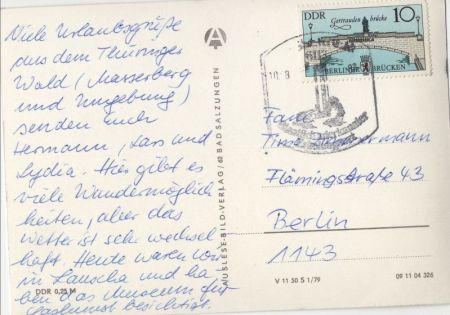 Viele Urlaubsgrüße
aus dem Thüringer
Wald (Masserberg
und Umgebung)
senden euch
Hermann, Lars und
Lydia. Hier gibt es
viele Wandermöglich
keiten, aber das
Wetter ist sehr wechsel
haft. Heute waren wir
in Lauscha und ha
ben das Museum für
Glaskunst besichtigt.
DDR 0,25 M
AUSLESE-BILD-VERLAG / 62 BAD SALZUNGEN
DDR
Gertraudenbrücke
10
BERLINER BRÜCKEN
Fam.
Flämingstraße 43
Berlin
1143
V 11 50 S 1/79
09 11 04 326